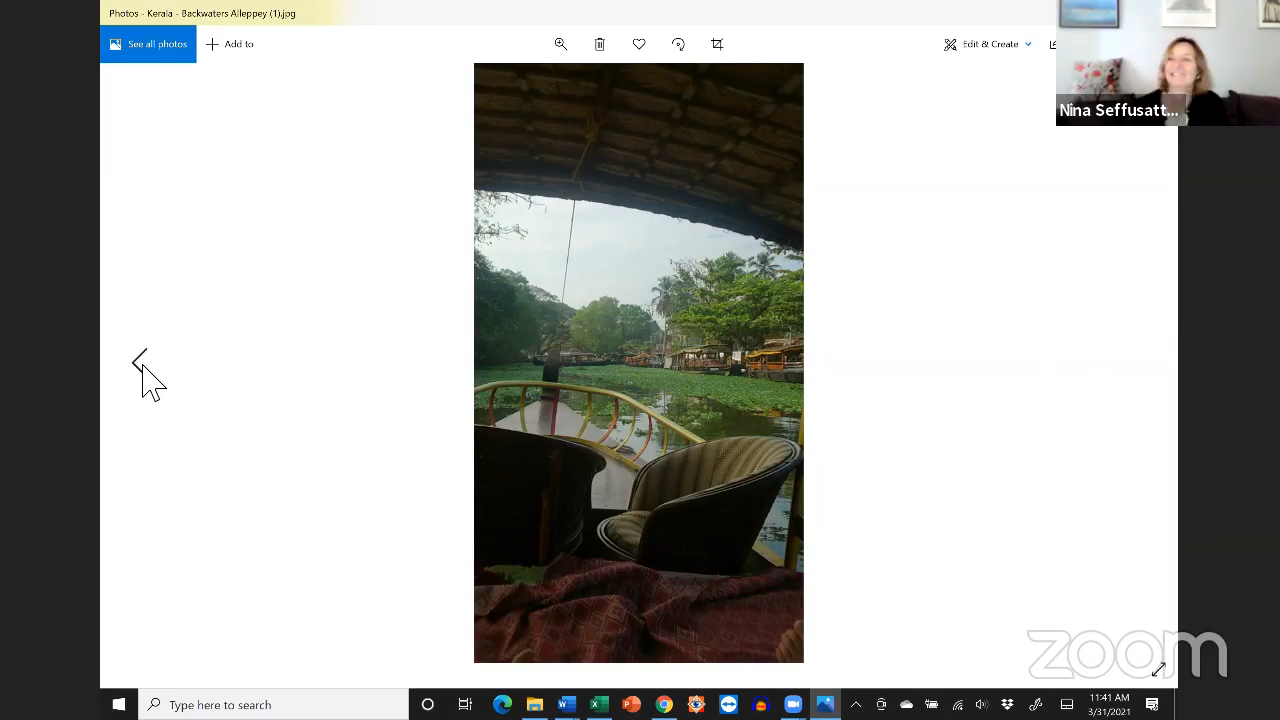 Photos - Kerala - Backwaters Alleppey (1).jpg
See all photos
Add to
Edit & Create
Nina Seffusatt...
zoom
Type here to search
11:41 AM
3/31/2021